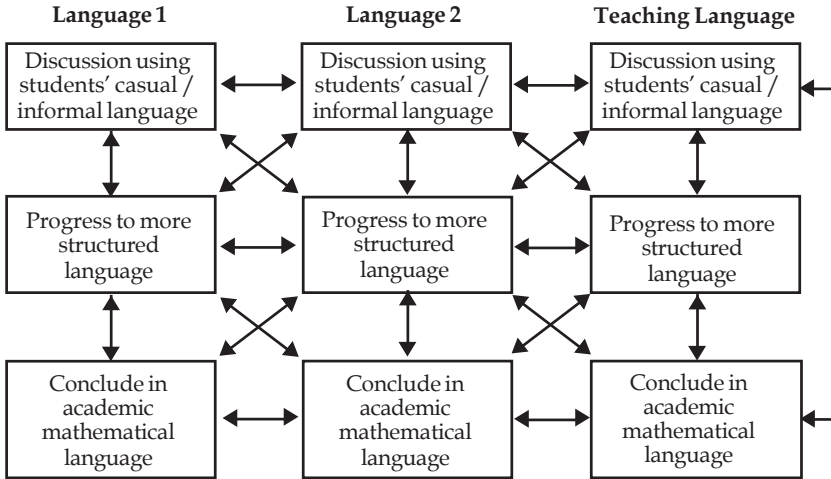 Language 1
Language 2
Teaching Language
Discussion using
students' casual /
informal language
Discussion using
students' casual /
informal language
Discussion using
students' casual /
informal language
Progress to more
structured
language
Progress to more
structured
language
Progress to more
structured
language
Conclude in
academic
mathematical
language
Conclude in
academic
mathematical
language
Conclude in
academic
mathematical
language